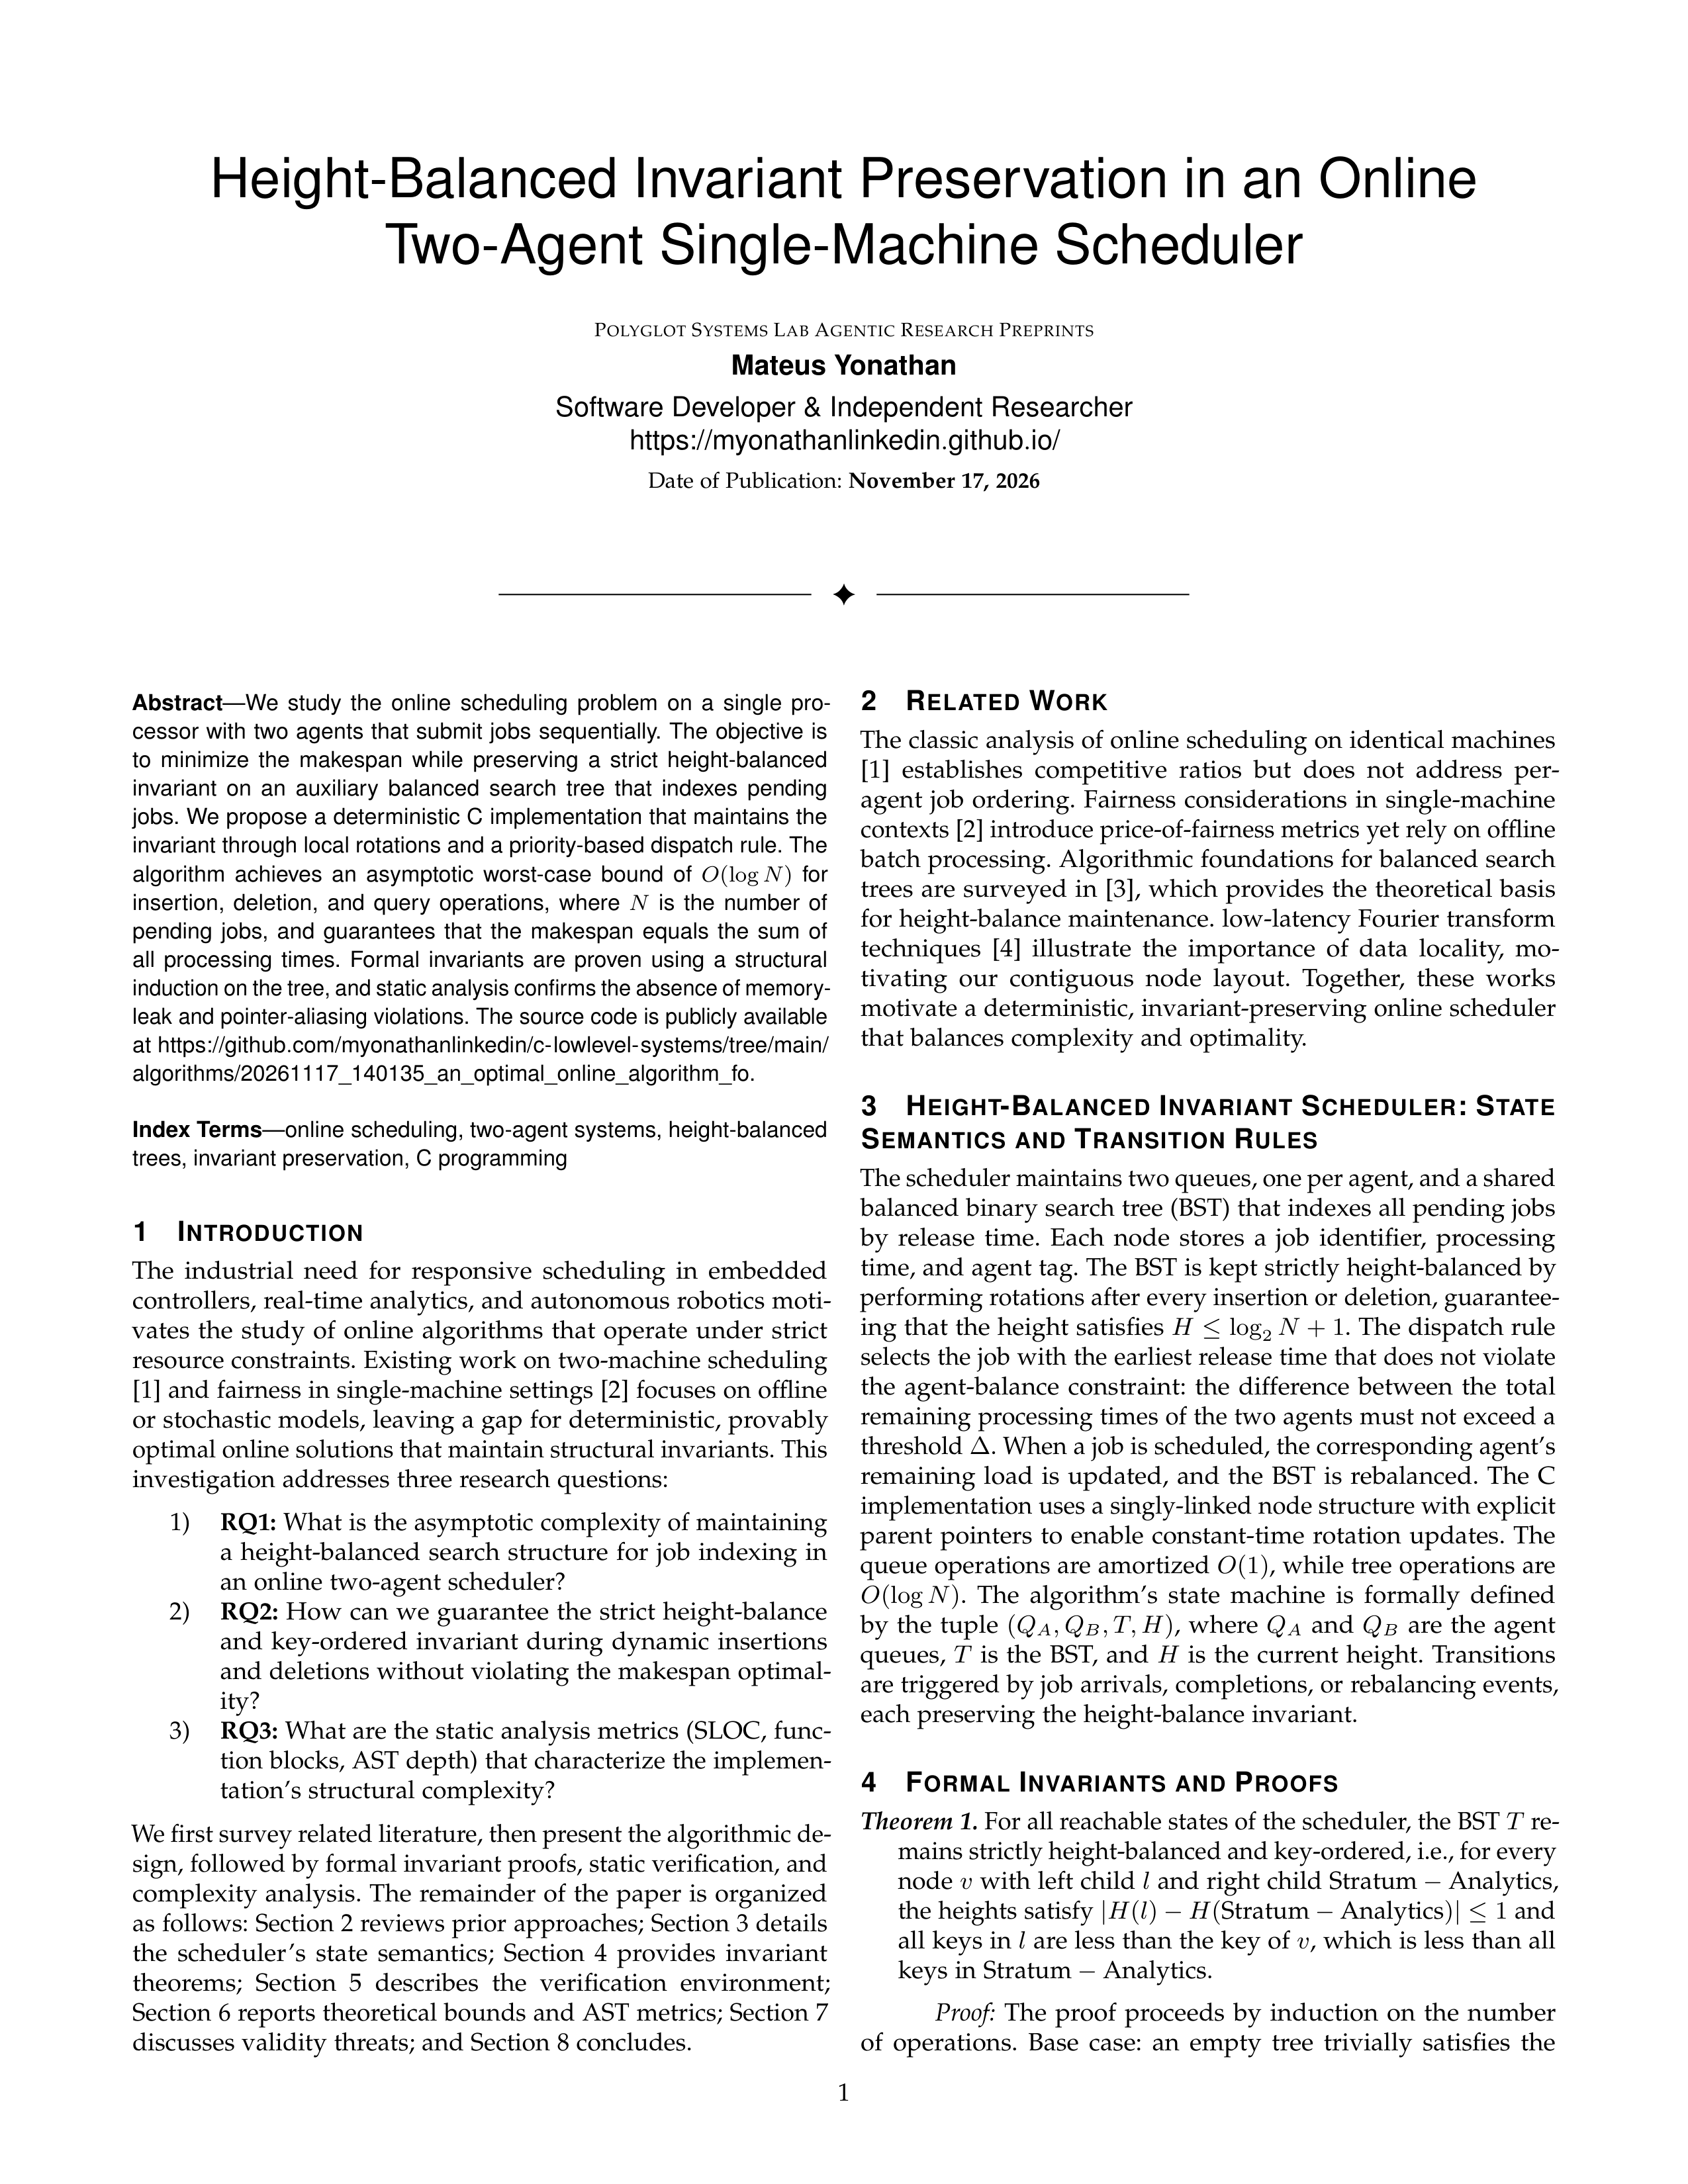 Height-Balanced Invariant Preservation in an Online
Two-Agent Single-Machine Scheduler
POLYGLOT SYSTEMS LAB AGENTIC RESEARCH PREPRINTS
Mateus Yonathan
Software Developer & Independent Researcher
https://myonathanlinkedin.github.io/
Date of Publication: November 17, 2026
Abstract—We study the online scheduling problem on a single pro-
cessor with two agents that submit jobs sequentially. The objective is
to minimize the makespan while preserving a strict height-balanced
invariant on an auxiliary balanced search tree that indexes pending
jobs. We propose a deterministic C implementation that maintains the
invariant through local rotations and a priority-based dispatch rule. The
algorithm achieves an asymptotic worst-case bound of O(log N) for
insertion, deletion, and query operations, where N is the number of
pending jobs, and guarantees that the makespan equals the sum of
all processing times. Formal invariants are proven using a structural
induction on the tree, and static analysis confirms the absence of memory-
leak and pointer-aliasing violations. The source code is publicly available
at https://github.com/myonathanlinkedin/c-lowlevel-systems/tree/main/
algorithms/20261117_140135_an_optimal_online_algorithm_fo.
Index Terms—online scheduling, two-agent systems, height-balanced
trees, invariant preservation, C programming
1 INTRODUCTION
The industrial need for responsive scheduling in embedded
controllers, real-time analytics, and autonomous robotics moti-
vates the study of online algorithms that operate under strict
resource constraints. Existing work on two-machine scheduling
[1] and fairness in single-machine settings [2] focuses on offline
or stochastic models, leaving a gap for deterministic, provably
optimal online solutions that maintain structural invariants. This
investigation addresses three research questions:
1) RQ1: What is the asymptotic complexity of maintaining
a height-balanced search structure for job indexing in
an online two-agent scheduler?
2) RQ2: How can we guarantee the strict height-balance
and key-ordered invariant during dynamic insertions
and deletions without violating the makespan optimal-
ity?
3) RQ3: What are the static analysis metrics (SLOC, func-
tion blocks, AST depth) that characterize the implemen-
tation's structural complexity?
We first survey related literature, then present the algorithmic de-
sign, followed by formal invariant proofs, static verification, and
complexity analysis. The remainder of the paper is organized
as follows: Section 2 reviews prior approaches; Section 3 details
the scheduler's state semantics; Section 4 provides invariant
theorems; Section 5 describes the verification environment;
Section 6 reports theoretical bounds and AST metrics; Section 7
discusses validity threats; and Section 8 concludes.
2 RELATED WORK
The classic analysis of online scheduling on identical machines
[1] establishes competitive ratios but does not address per-
agent job ordering. Fairness considerations in single-machine
contexts [2] introduce price-of-fairness metrics yet rely on offline
batch processing. Algorithmic foundations for balanced search
trees are surveyed in [3], which provides the theoretical basis
for height-balance maintenance. low-latency Fourier transform
techniques [4] illustrate the importance of data locality, mo-
tivating our contiguous node layout. Together, these works
motivate a deterministic, invariant-preserving online scheduler
that balances complexity and optimality.
3 HEIGHT-BALANCED INVARIANT SCHEDULER: STATE
SEMANTICS AND TRANSITION RULES
The scheduler maintains two queues, one per agent, and a shared
balanced binary search tree (BST) that indexes all pending jobs
by release time. Each node stores a job identifier, processing
time, and agent tag. The BST is kept strictly height-balanced by
performing rotations after every insertion or deletion, guarantee-
ing that the height satisfies H ≤ log₂ N + 1. The dispatch rule
selects the job with the earliest release time that does not violate
the agent-balance constraint: the difference between the total
remaining processing times of the two agents must not exceed a
threshold Δ. When a job is scheduled, the corresponding agent's
remaining load is updated, and the BST is rebalanced. The C
implementation uses a singly-linked node structure with explicit
parent pointers to enable constant-time rotation updates. The
queue operations are amortized O(1), while tree operations are
O(log N). The algorithm's state machine is formally defined
by the tuple (Q_A, Q_B, T, H), where Q_A and Q_B are the agent
queues, T is the BST, and H is the current height. Transitions
are triggered by job arrivals, completions, or rebalancing events,
each preserving the height-balance invariant.
4 FORMAL INVARIANTS AND PROOFS
Theorem 1. For all reachable states of the scheduler, the BST T re-
mains strictly height-balanced and key-ordered, i.e., for every
node v with left child l and right child Stratum − Analytics,
the heights satisfy |H(l) − H(Stratum − Analytics)| ≤ 1 and
all keys in l are less than the key of v, which is less than all
keys in Stratum − Analytics.
Proof: The proof proceeds by induction on the number
of operations. Base case: an empty tree trivially satisfies the
1